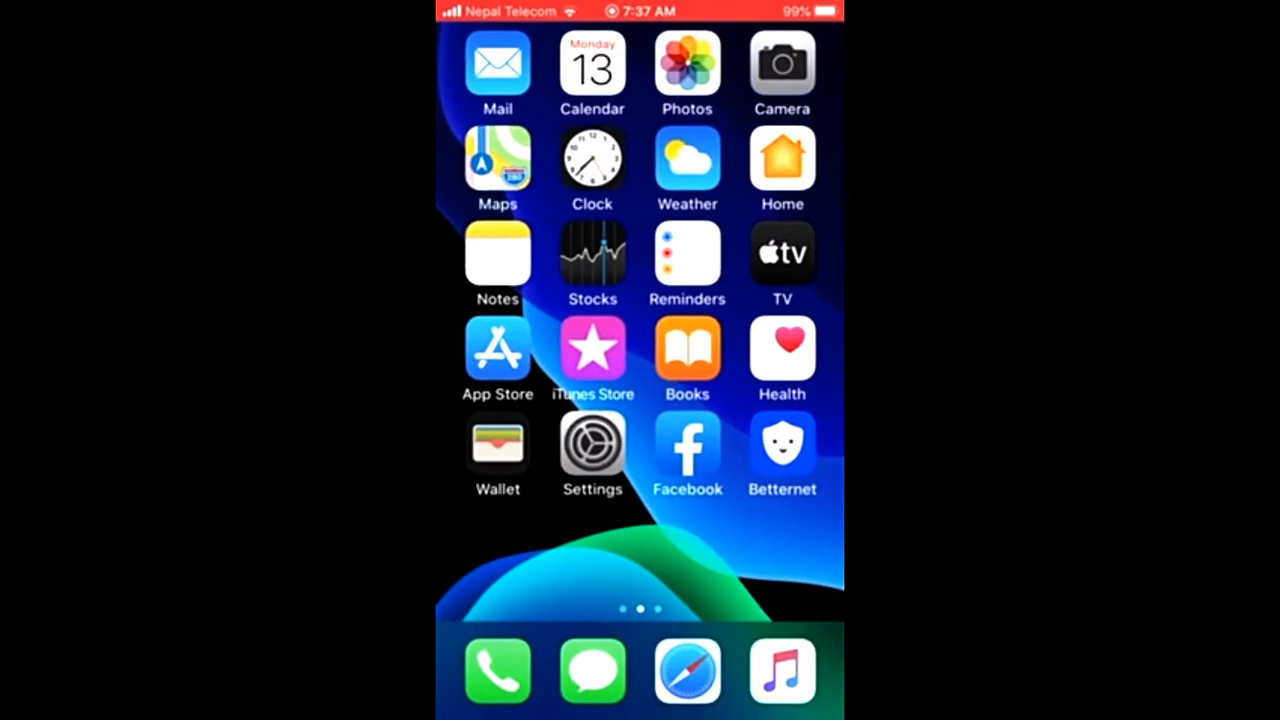 Nepal Telecom 7:37 AM 99%
Monday
13
Mail Calendar Photos Camera
280
Maps Clock Weather Home
tv
Notes Stocks Reminders TV
App Store iTunes Store Books Health
f
Wallet Settings Facebook Betternet